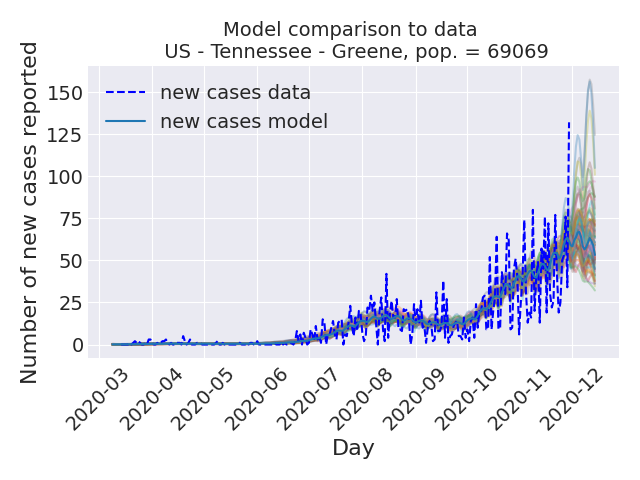 Model comparison to data
US - Tennessee - Greene, pop. = 69069
Number of new cases reported
150
125
100
75
50
25
0
new cases data
new cases model
2020-03
2020-04
2020-05
2020-06
2020-07
2020-08
2020-09
2020-10
2020-11
2020-12
Day